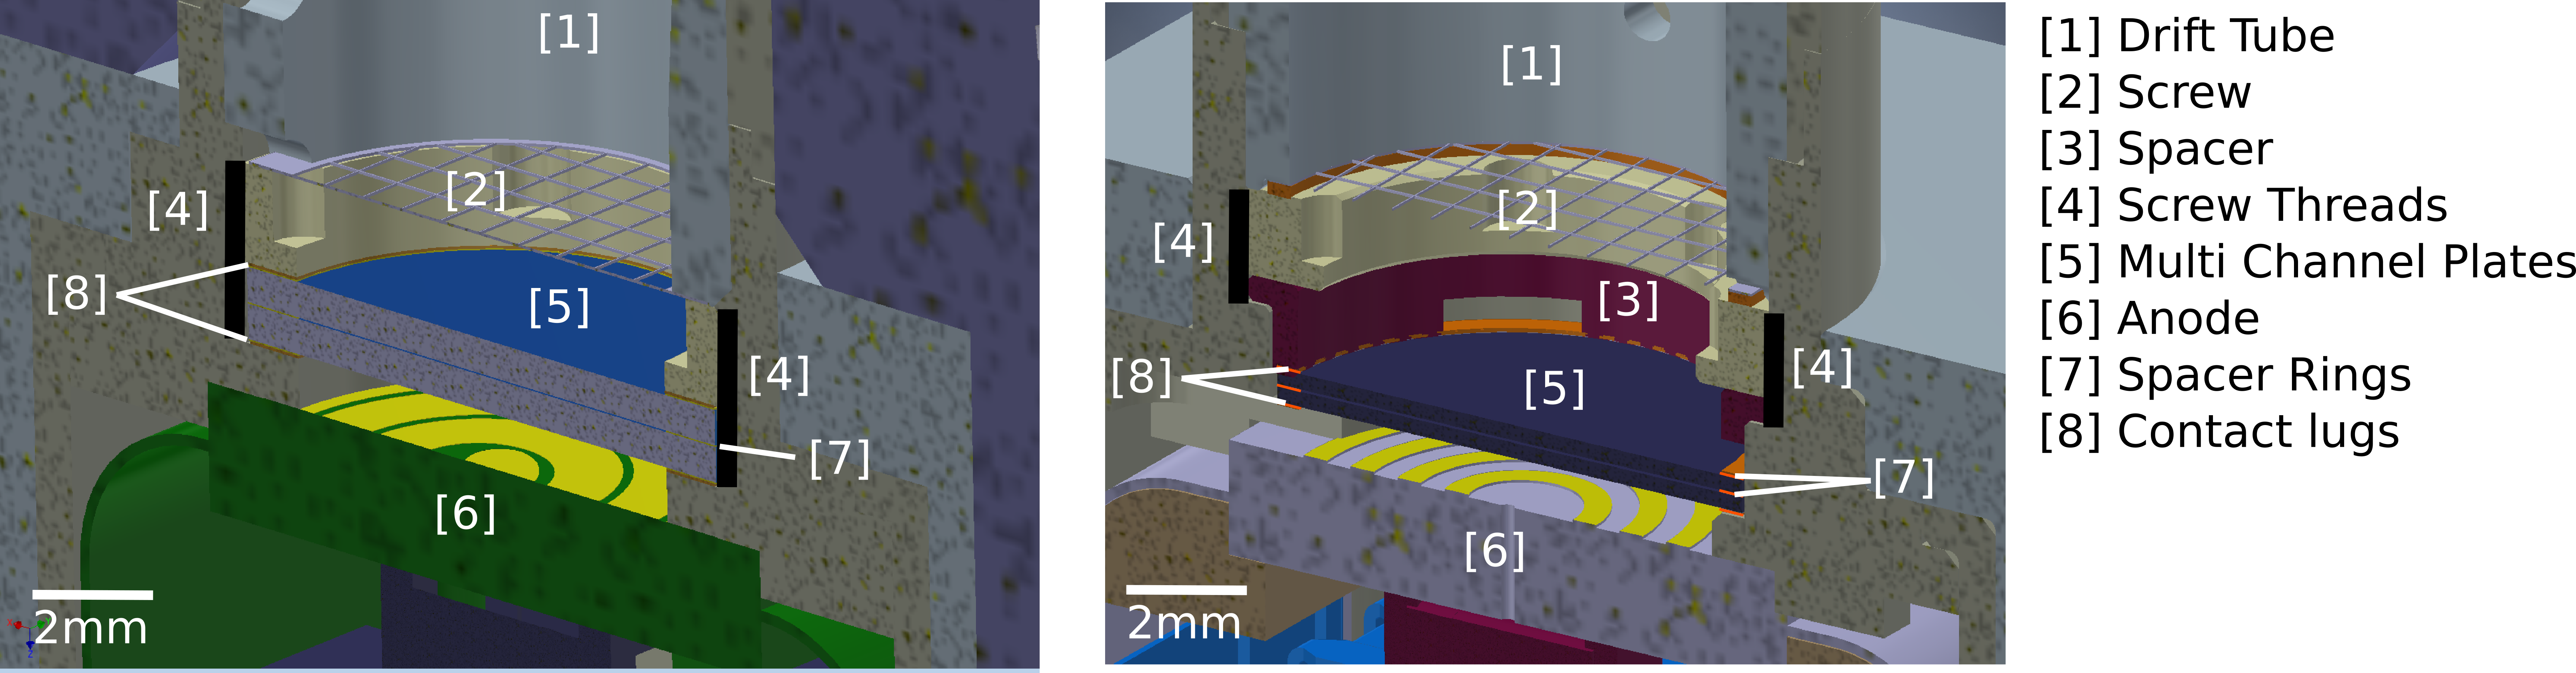 [1]
[2]
[4]
[8]
[5]
[4]
[7]
[6]
2mm
[1]
[2]
[4]
[3]
[8]
[5]
[4]
[7]
[6]
2mm
[1] Drift Tube
[2] Screw
[3] Spacer
[4] Screw Threads
[5] Multi Channel Plates
[6] Anode
[7] Spacer Rings
[8] Contact lugs